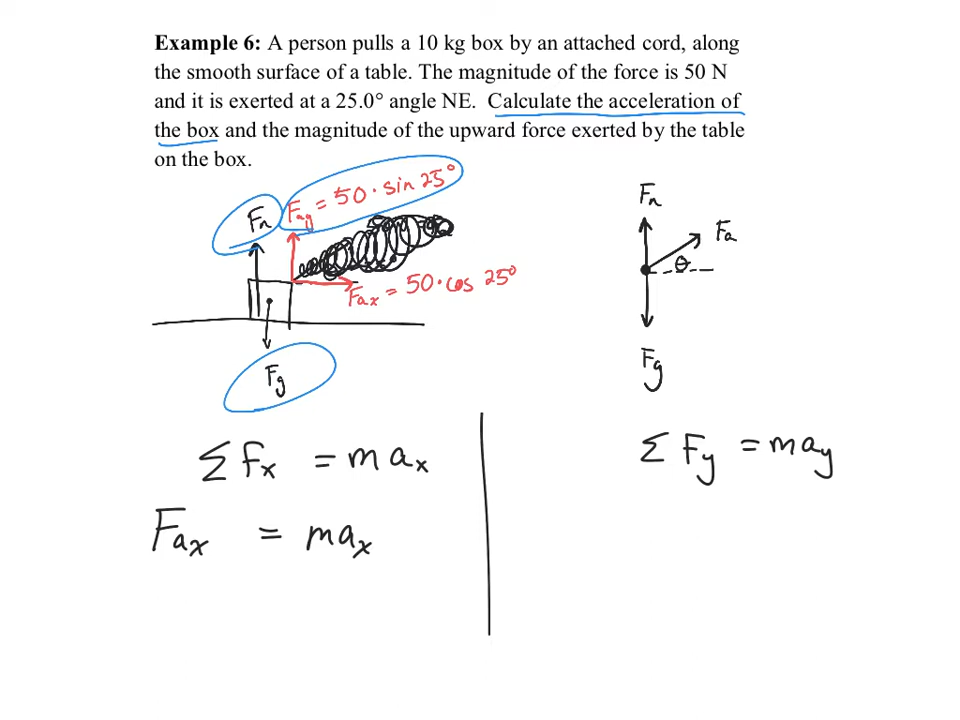 Example 6: A person pulls a 10 kg box by an attached cord, along
the smooth surface of a table. The magnitude of the force is 50 N
and it is exerted at a 25.0° angle NE. Calculate the acceleration of
the box and the magnitude of the upward force exerted by the table
on the box.
Fn
Fay = 50 · sin 25°
Fax = 50 · cos 25°
Fg
Fn
Fa
θ
Fg
Σ Fx = m ax
Fax = max
Σ Fy = may